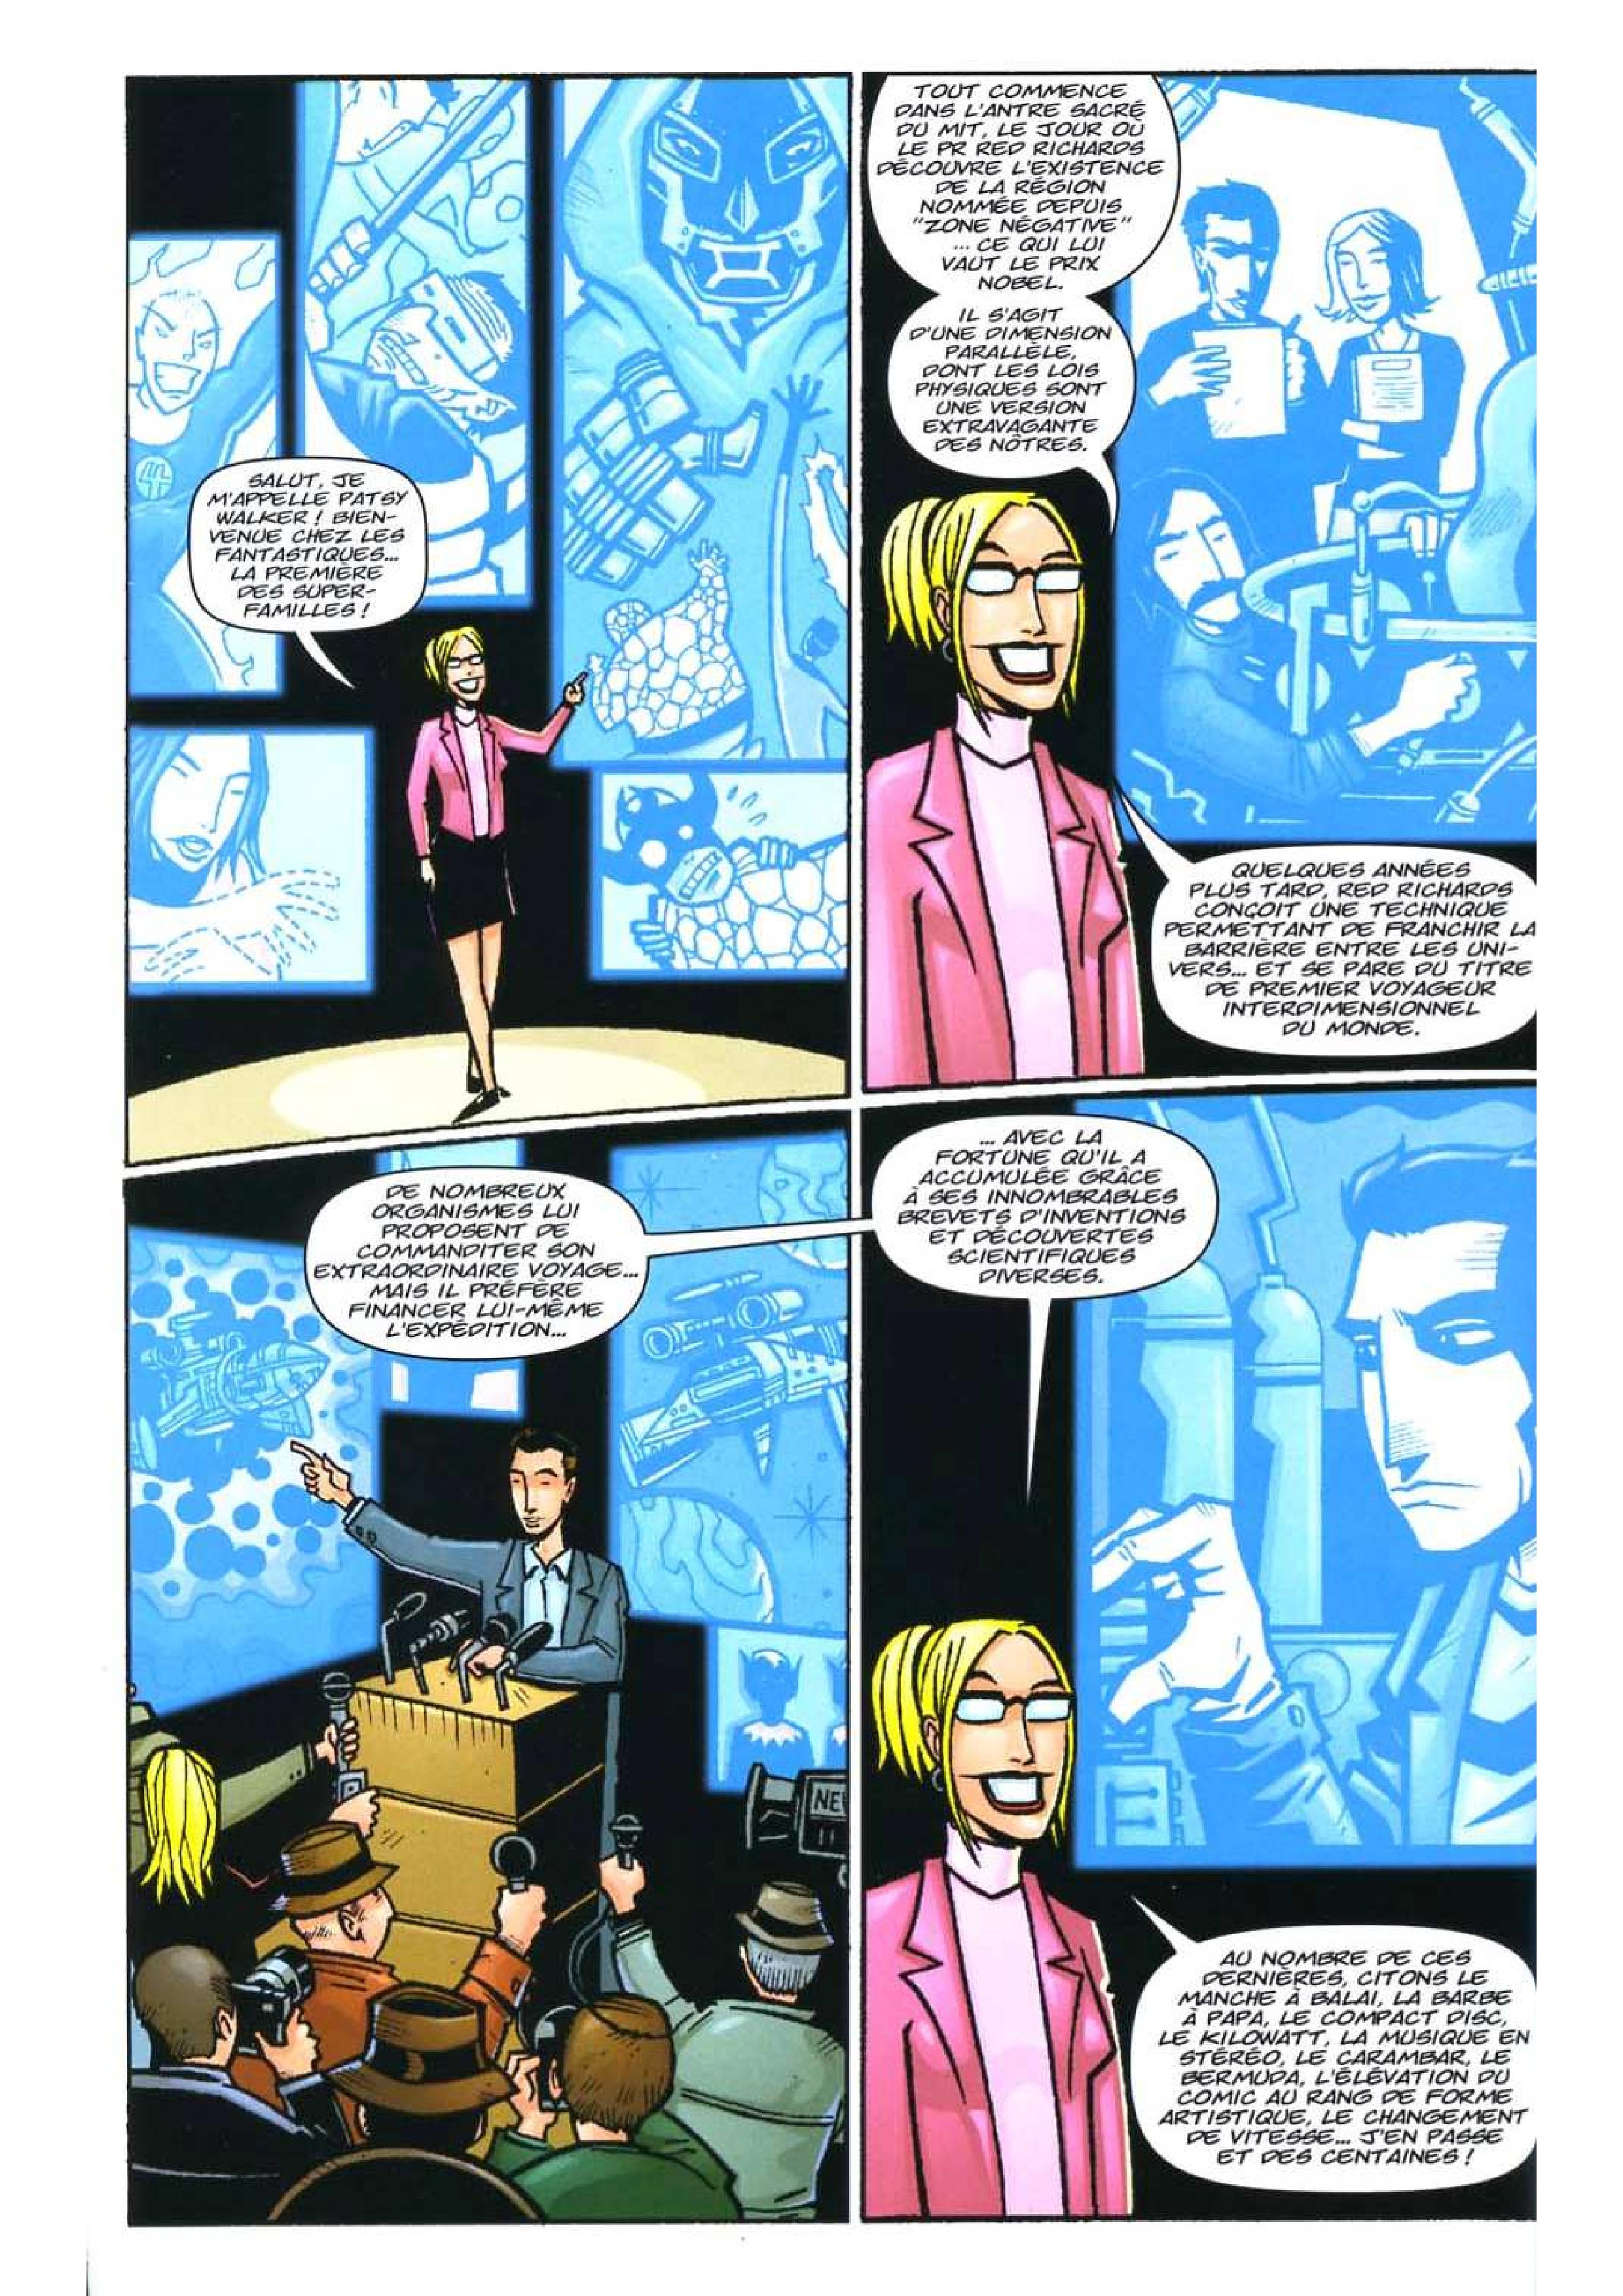 SALUT, JE
M'APPELLE PATSY
WALKER ! BIEN-
VENUE CHEZ LES
FANTASTIQUES...
LA PREMIÈRE
DES SUPER-
FAMILLES !
TOUT COMMENCE
DANS L'ANTRE SACRÉ
DU MIT, LE JOUR OÙ
LE PR RED RICHARDS
DÉCOUVRE L'EXISTENCE
DE LA RÉGION
NOMMÉE DEPUIS
"ZONE NÉGATIVE"
... CE QUI LUI
VAUT LE PRIX
NOBEL.
IL S'AGIT
D'UNE DIMENSION
PARALLÈLE,
DONT LES LOIS
PHYSIQUES SONT
UNE VERSION
EXTRAVAGANTE
DES NÔTRES.
QUELQUES ANNÉES
PLUS TARD, RED RICHARDS
CONÇOIT UNE TECHNIQUE
PERMETTANT DE FRANCHIR LA
BARRIÈRE ENTRE LES UNI-
VERS... ET SE PARE DU TITRE
DE PREMIER VOYAGEUR
INTERDIMENSIONNEL
DU MONDE.
DE NOMBREUX
ORGANISMES LUI
PROPOSENT DE
COMMANDITER SON
EXTRAORDINAIRE VOYAGE...
MAIS IL PRÉFÈRE
FINANCER LUI-MÊME
L'EXPÉDITION...
NEW
... AVEC LA
FORTUNE QU'IL A
ACCUMULÉE GRÂCE
À SES INNOMBRABLES
BREVETS D'INVENTIONS
ET DÉCOUVERTES
SCIENTIFIQUES
DIVERSES.
AU NOMBRE DE CES
DERNIÈRES, CITONS LE
MANCHE À BALAI, LA BARBE
À PAPA, LE COMPACT DISC,
LE KILOWATT, LA MUSIQUE EN
STÉRÉO, LE CARAMBAR, LE
BERMUDA, L'ÉLÉVATION DU
COMIC AU RANG DE FORME
ARTISTIQUE, LE CHANGEMENT
DE VITESSE... J'EN PASSE
ET DES CENTAINES !